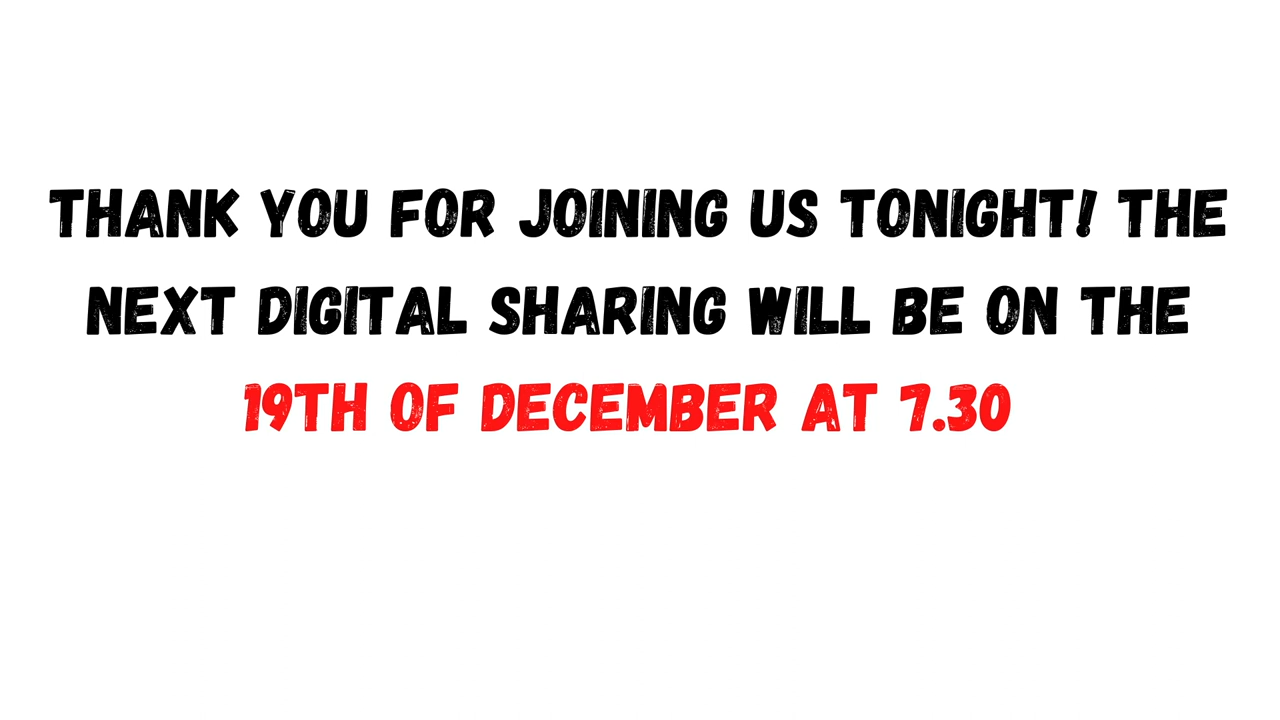 THANK YOU FOR JOINING US TONIGHT! THE
NEXT DIGITAL SHARING WILL BE ON THE
19TH OF DECEMBER AT 7.30